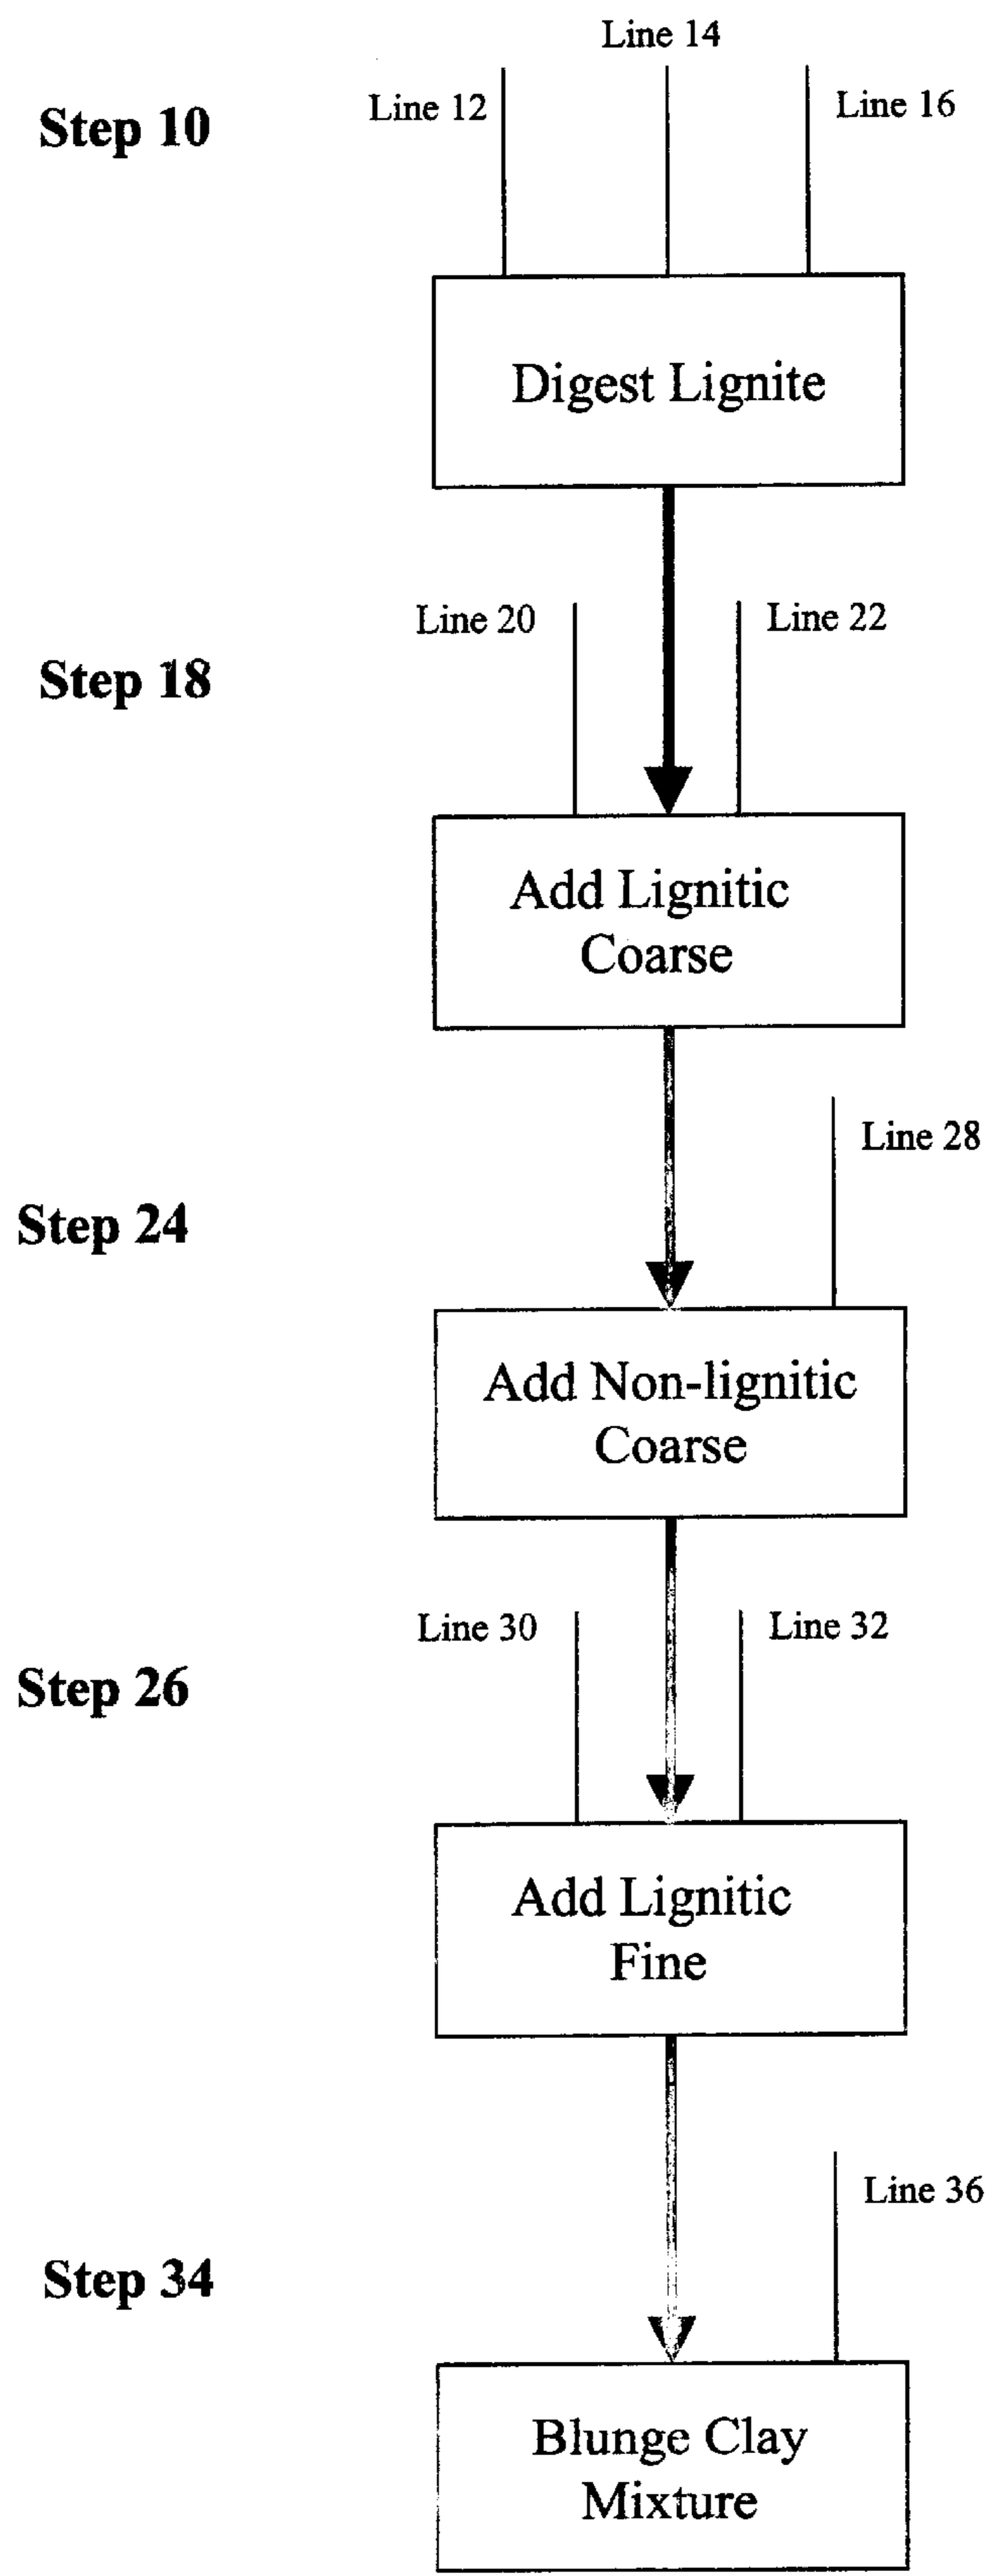 Line 14
Line 12
Line 16
Step 10
Digest Lignite
Line 20
Line 22
Step 18
Add Lignitic
Coarse
Line 28
Step 24
Add Non-lignitic
Coarse
Line 30
Line 32
Step 26
Add Lignitic
Fine
Line 36
Step 34
Blunge Clay
Mixture